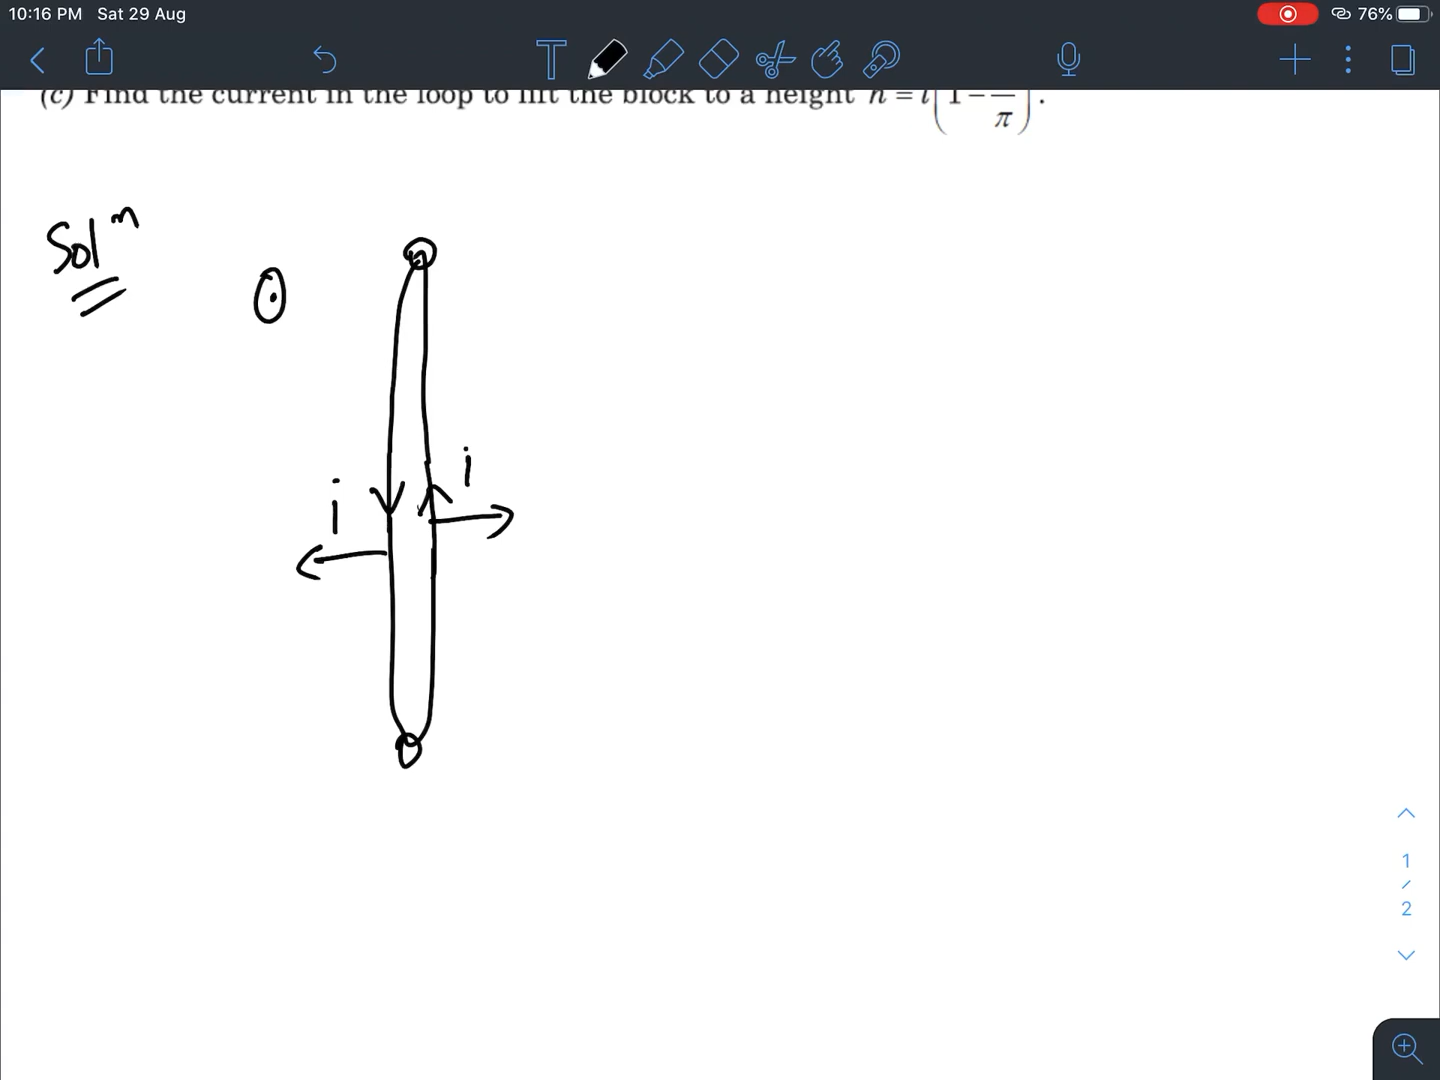 10:16 PM Sat 29 Aug
76%
(c) Find the current in the loop to lift the block to a height h = l(1 − — / π).
Solⁿ
i
i
1
/
2